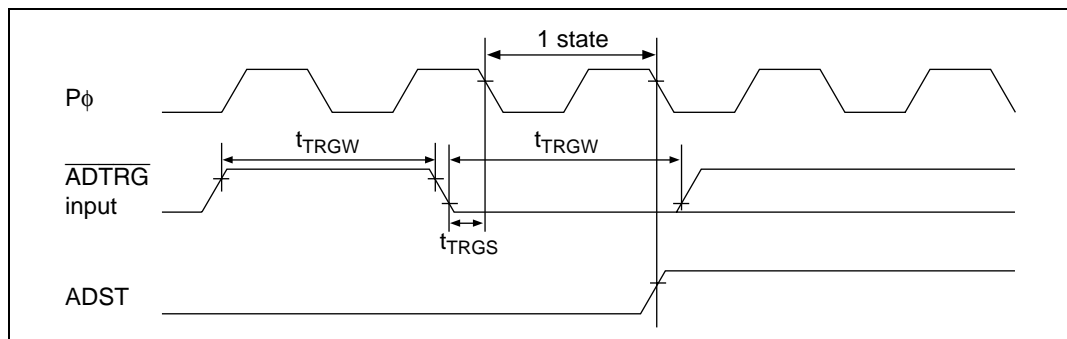 1 state
Pϕ
tTRGW
tTRGW
ADTRG
input
tTRGS
ADST